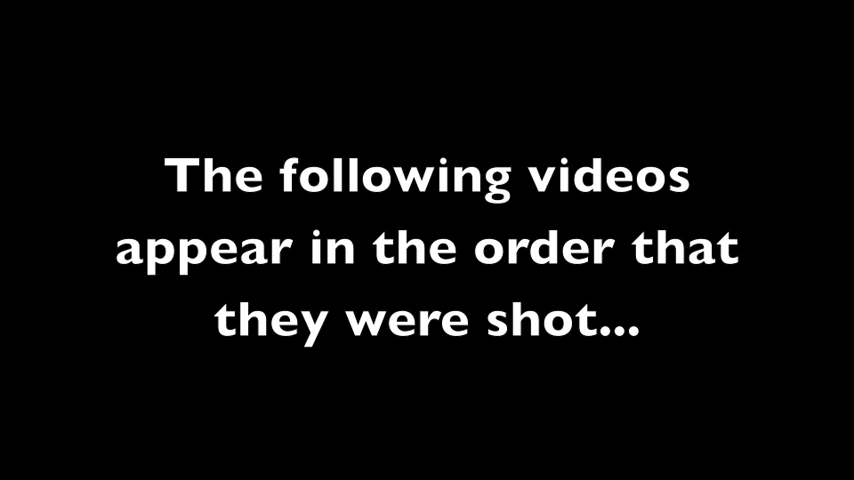 The following videos
appear in the order that
they were shot...